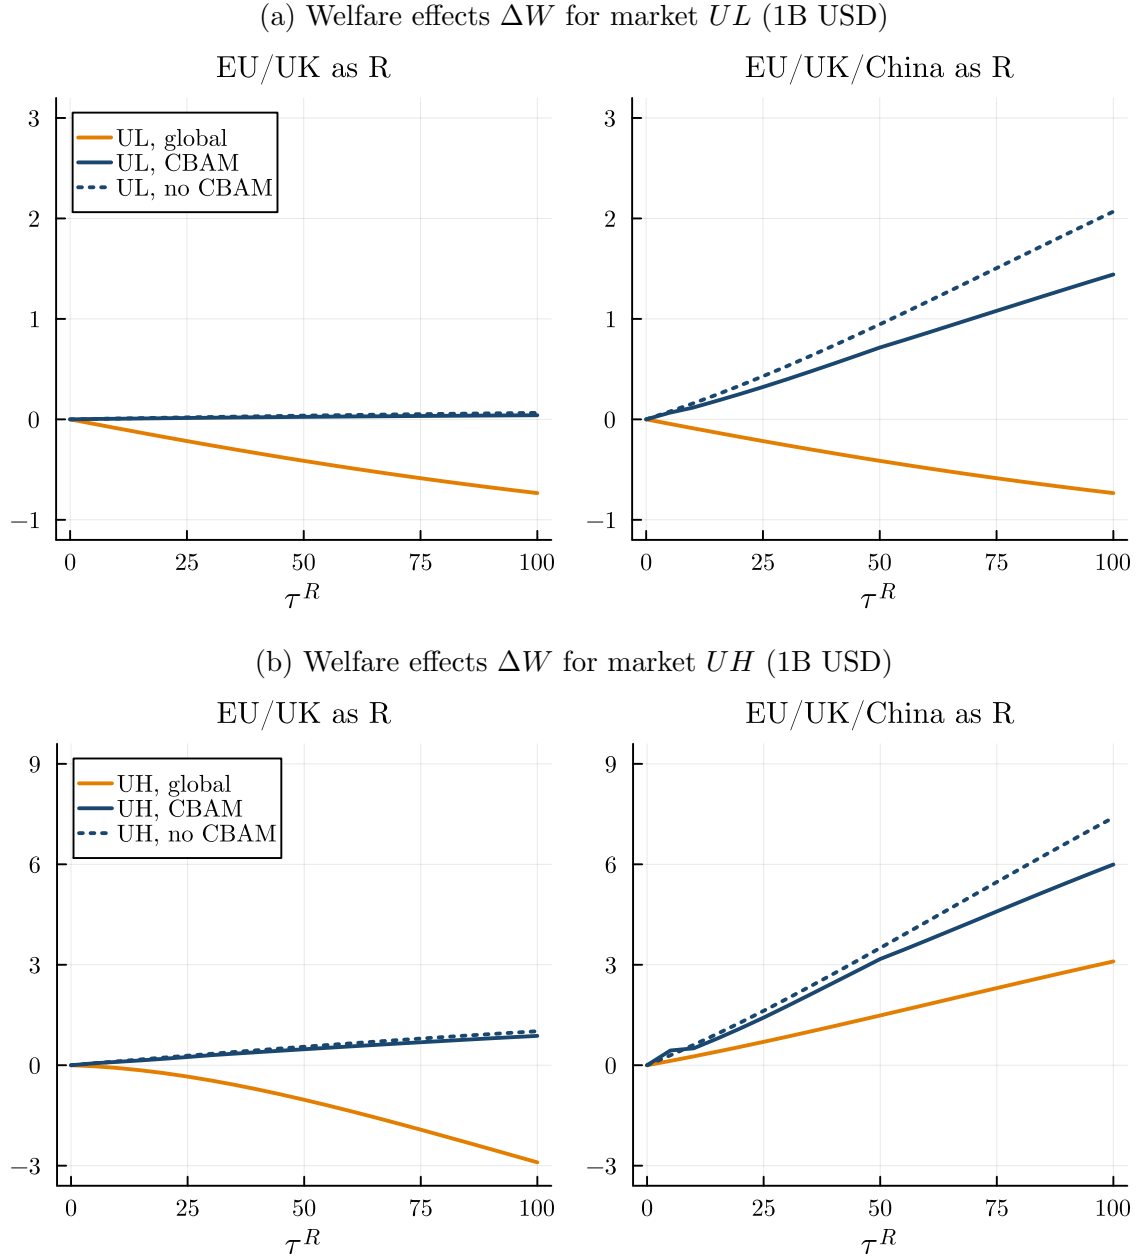 (a) Welfare effects ΔW for market UL (1B USD)
EU/UK as R
EU/UK/China as R
3
2
1
0
−1
UL, global
UL, CBAM
UL, no CBAM
0 25 50 75 100
τ^R
3
2
1
0
−1
0 25 50 75 100
τ^R
(b) Welfare effects ΔW for market UH (1B USD)
EU/UK as R
EU/UK/China as R
9
6
3
0
−3
UH, global
UH, CBAM
UH, no CBAM
0 25 50 75 100
τ^R
9
6
3
0
−3
0 25 50 75 100
τ^R